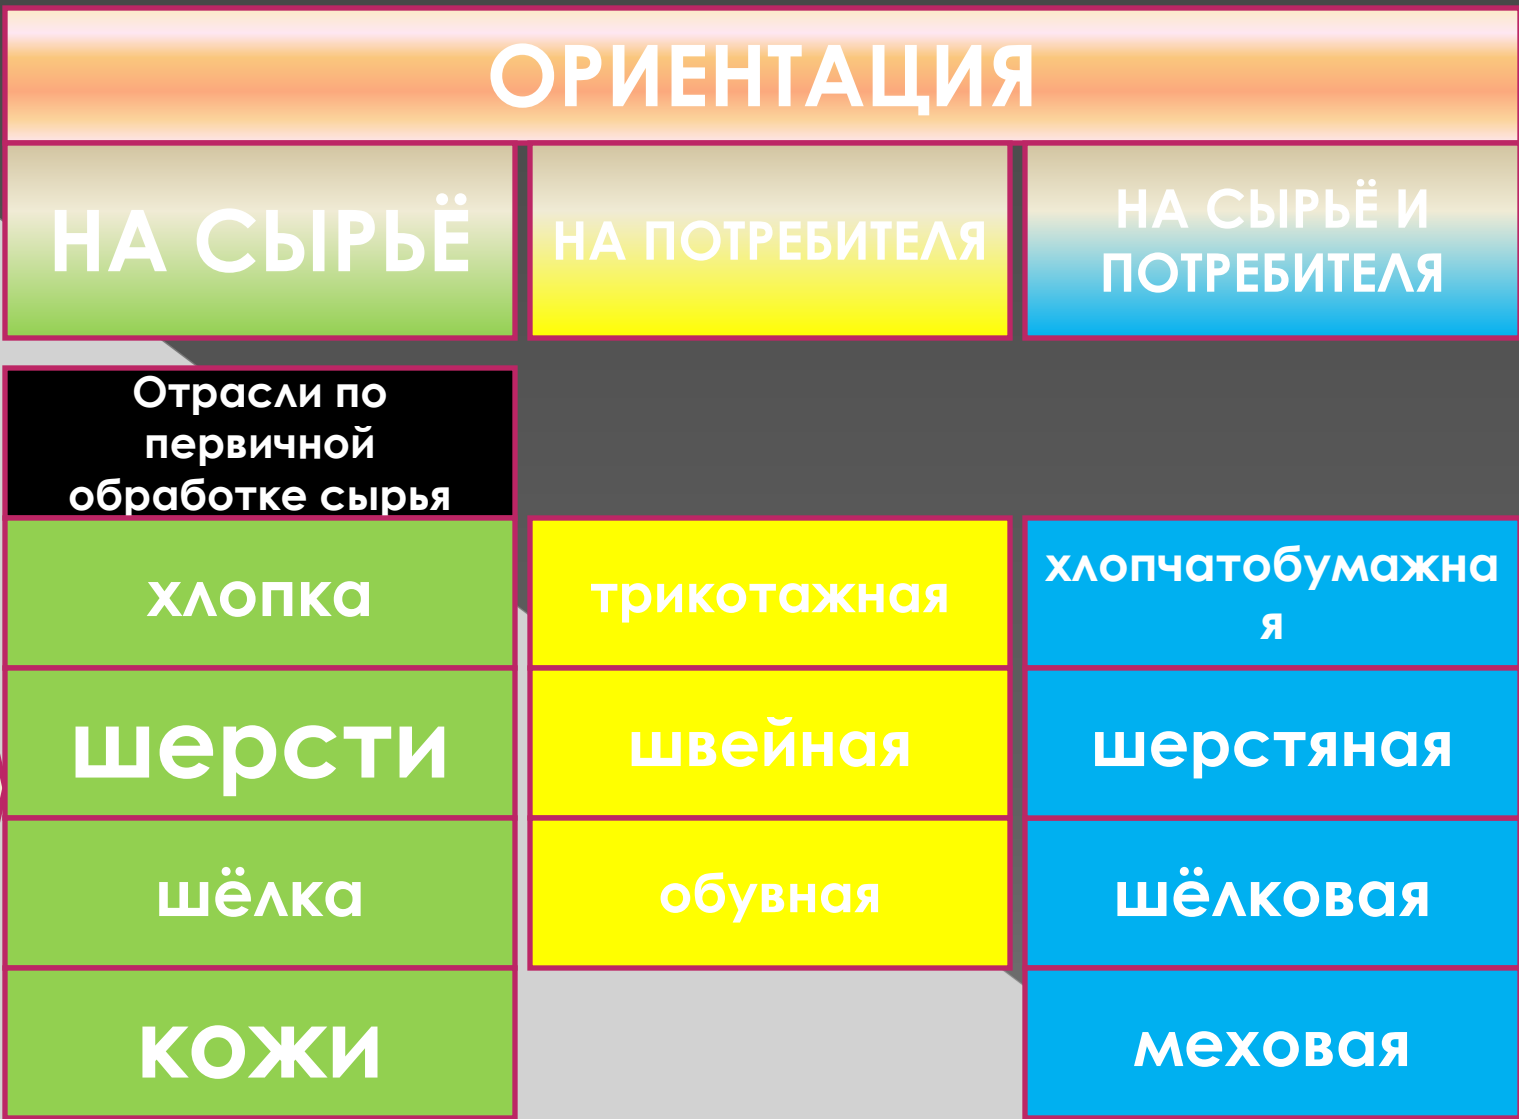 ОРИЕНТАЦИЯ
НА СЫРЬЁ
НА ПОТРЕБИТЕЛЯ
НА СЫРЬЁ И
ПОТРЕБИТЕЛЯ
Отрасли по
первичной
обработке сырья
хлопка
трикотажная
хлопчатобумажна
я
шерсти
швейная
шерстяная
шёлка
обувная
шёлковая
кожи
меховая